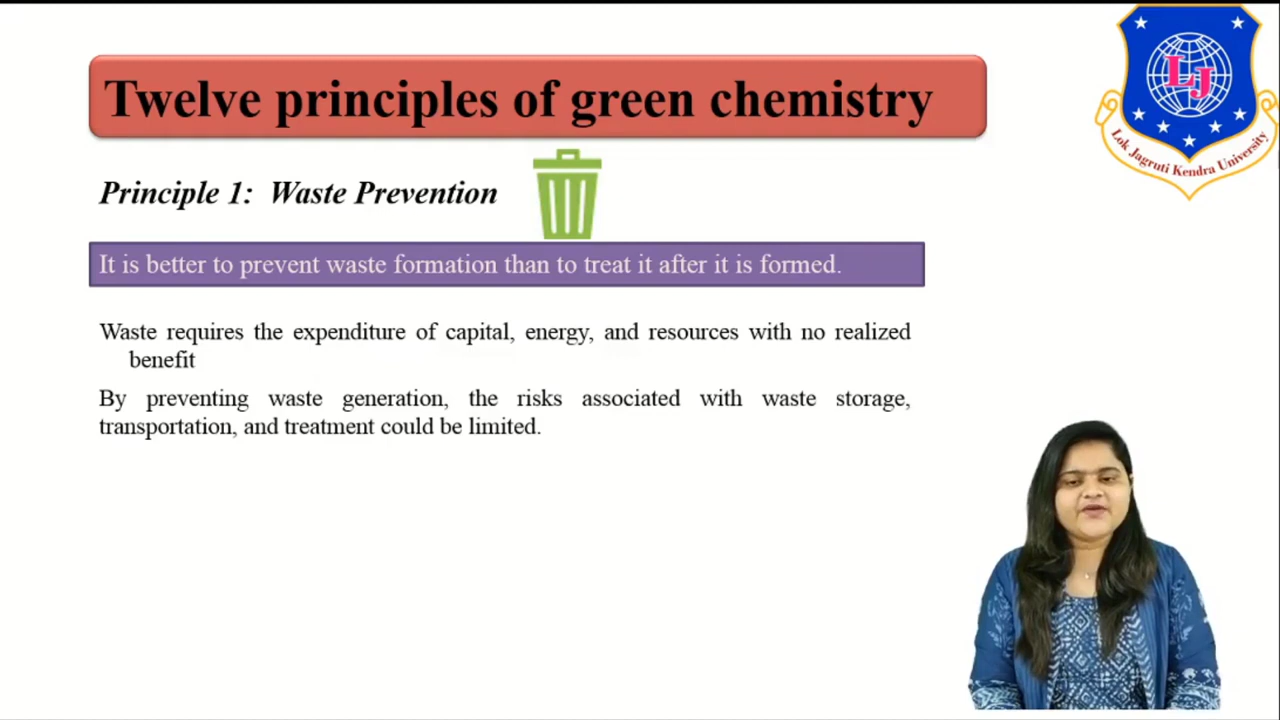 Twelve principles of green chemistry
LJ
Lok Jagruti Kendra University
Principle 1: Waste Prevention
It is better to prevent waste formation than to treat it after it is formed.
Waste requires the expenditure of capital, energy, and resources with no realized
benefit
By preventing waste generation, the risks associated with waste storage,
transportation, and treatment could be limited.